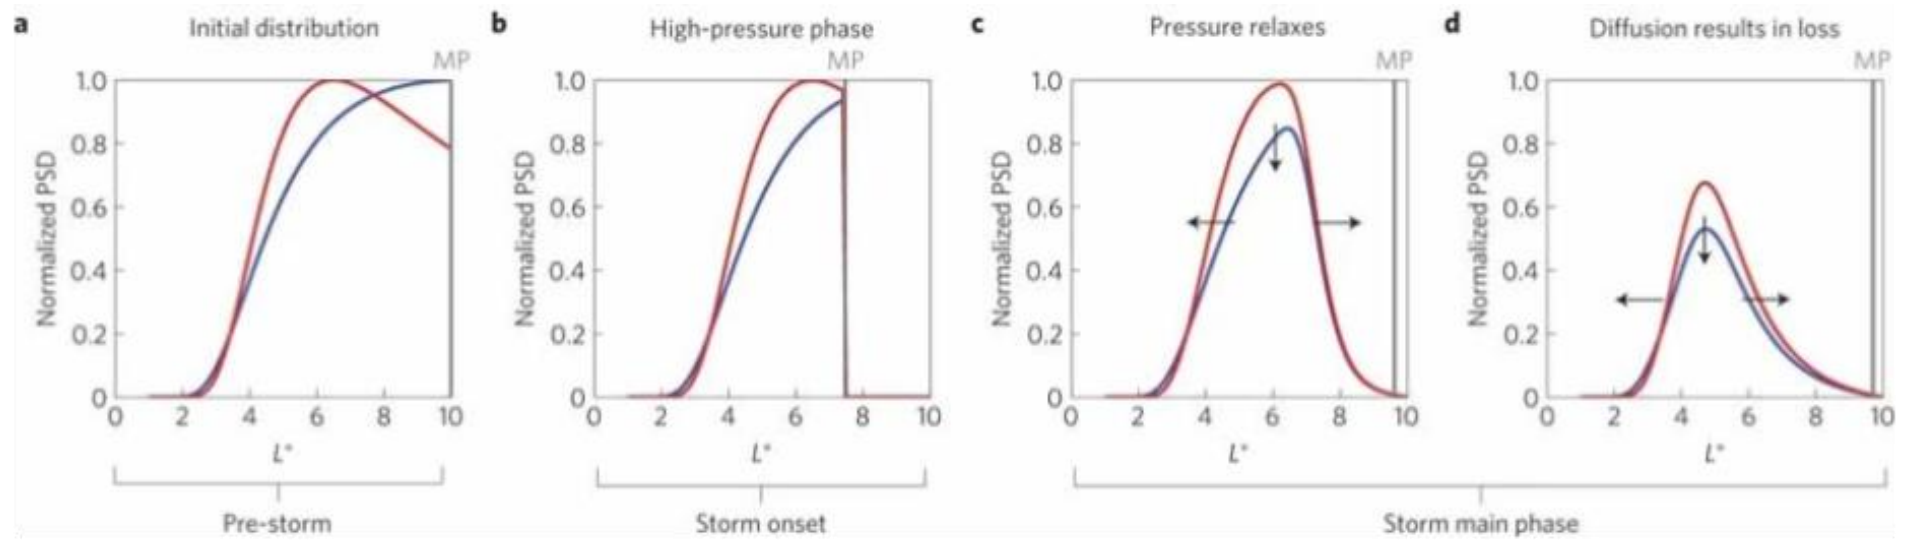 a Initial distribution
MP
1.0
0.8
0.6
0.4
0.2
0
0 2 4 6 8 10
Normalized PSD
L*
Pre-storm
b High-pressure phase
MP
1.0
0.8
0.6
0.4
0.2
0
0 2 4 6 8 10
Normalized PSD
L*
Storm onset
c Pressure relaxes
MP
1.0
0.8
0.6
0.4
0.2
0
0 2 4 6 8 10
Normalized PSD
L*
d Diffusion results in loss
MP
1.0
0.8
0.6
0.4
0.2
0
0 2 4 6 8 10
Normalized PSD
L*
Storm main phase